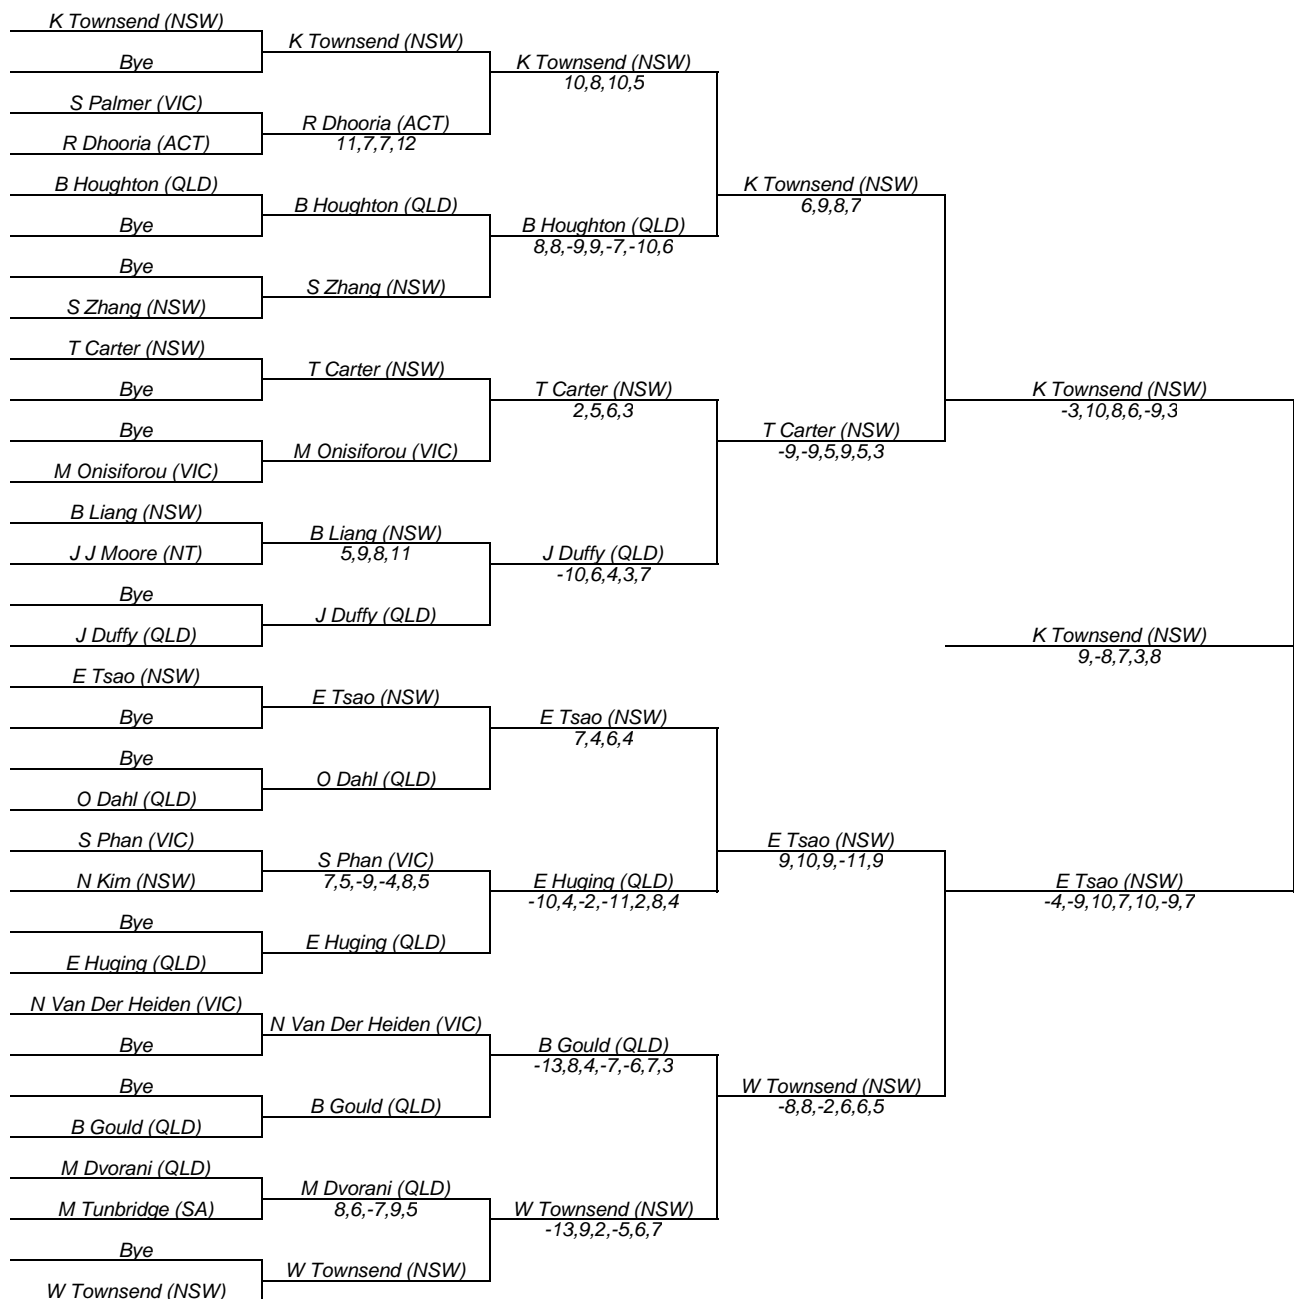 K Townsend (NSW)
Bye
S Palmer (VIC)
R Dhooria (ACT)
B Houghton (QLD)
Bye
Bye
S Zhang (NSW)
T Carter (NSW)
Bye
Bye
M Onisiforou (VIC)
B Liang (NSW)
J J Moore (NT)
Bye
J Duffy (QLD)
E Tsao (NSW)
Bye
Bye
O Dahl (QLD)
S Phan (VIC)
N Kim (NSW)
Bye
E Huging (QLD)
N Van Der Heiden (VIC)
Bye
Bye
B Gould (QLD)
M Dvorani (QLD)
M Tunbridge (SA)
Bye
W Townsend (NSW)
K Townsend (NSW)
R Dhooria (ACT)
11,7,7,12
B Houghton (QLD)
S Zhang (NSW)
T Carter (NSW)
M Onisiforou (VIC)
B Liang (NSW)
5,9,8,11
J Duffy (QLD)
E Tsao (NSW)
O Dahl (QLD)
S Phan (VIC)
7,5,-9,-4,8,5
E Huging (QLD)
N Van Der Heiden (VIC)
B Gould (QLD)
M Dvorani (QLD)
8,6,-7,9,5
W Townsend (NSW)
K Townsend (NSW)
10,8,10,5
B Houghton (QLD)
8,8,-9,9,-7,-10,6
T Carter (NSW)
2,5,6,3
J Duffy (QLD)
-10,6,4,3,7
E Tsao (NSW)
7,4,6,4
E Huging (QLD)
-10,4,-2,-11,2,8,4
B Gould (QLD)
-13,8,4,-7,-6,7,3
W Townsend (NSW)
-13,9,2,-5,6,7
K Townsend (NSW)
6,9,8,7
T Carter (NSW)
-9,-9,5,9,5,3
E Tsao (NSW)
9,10,9,-11,9
W Townsend (NSW)
-8,8,-2,6,6,5
K Townsend (NSW)
-3,10,8,6,-9,3
K Townsend (NSW)
9,-8,7,3,8
E Tsao (NSW)
-4,-9,10,7,10,-9,7